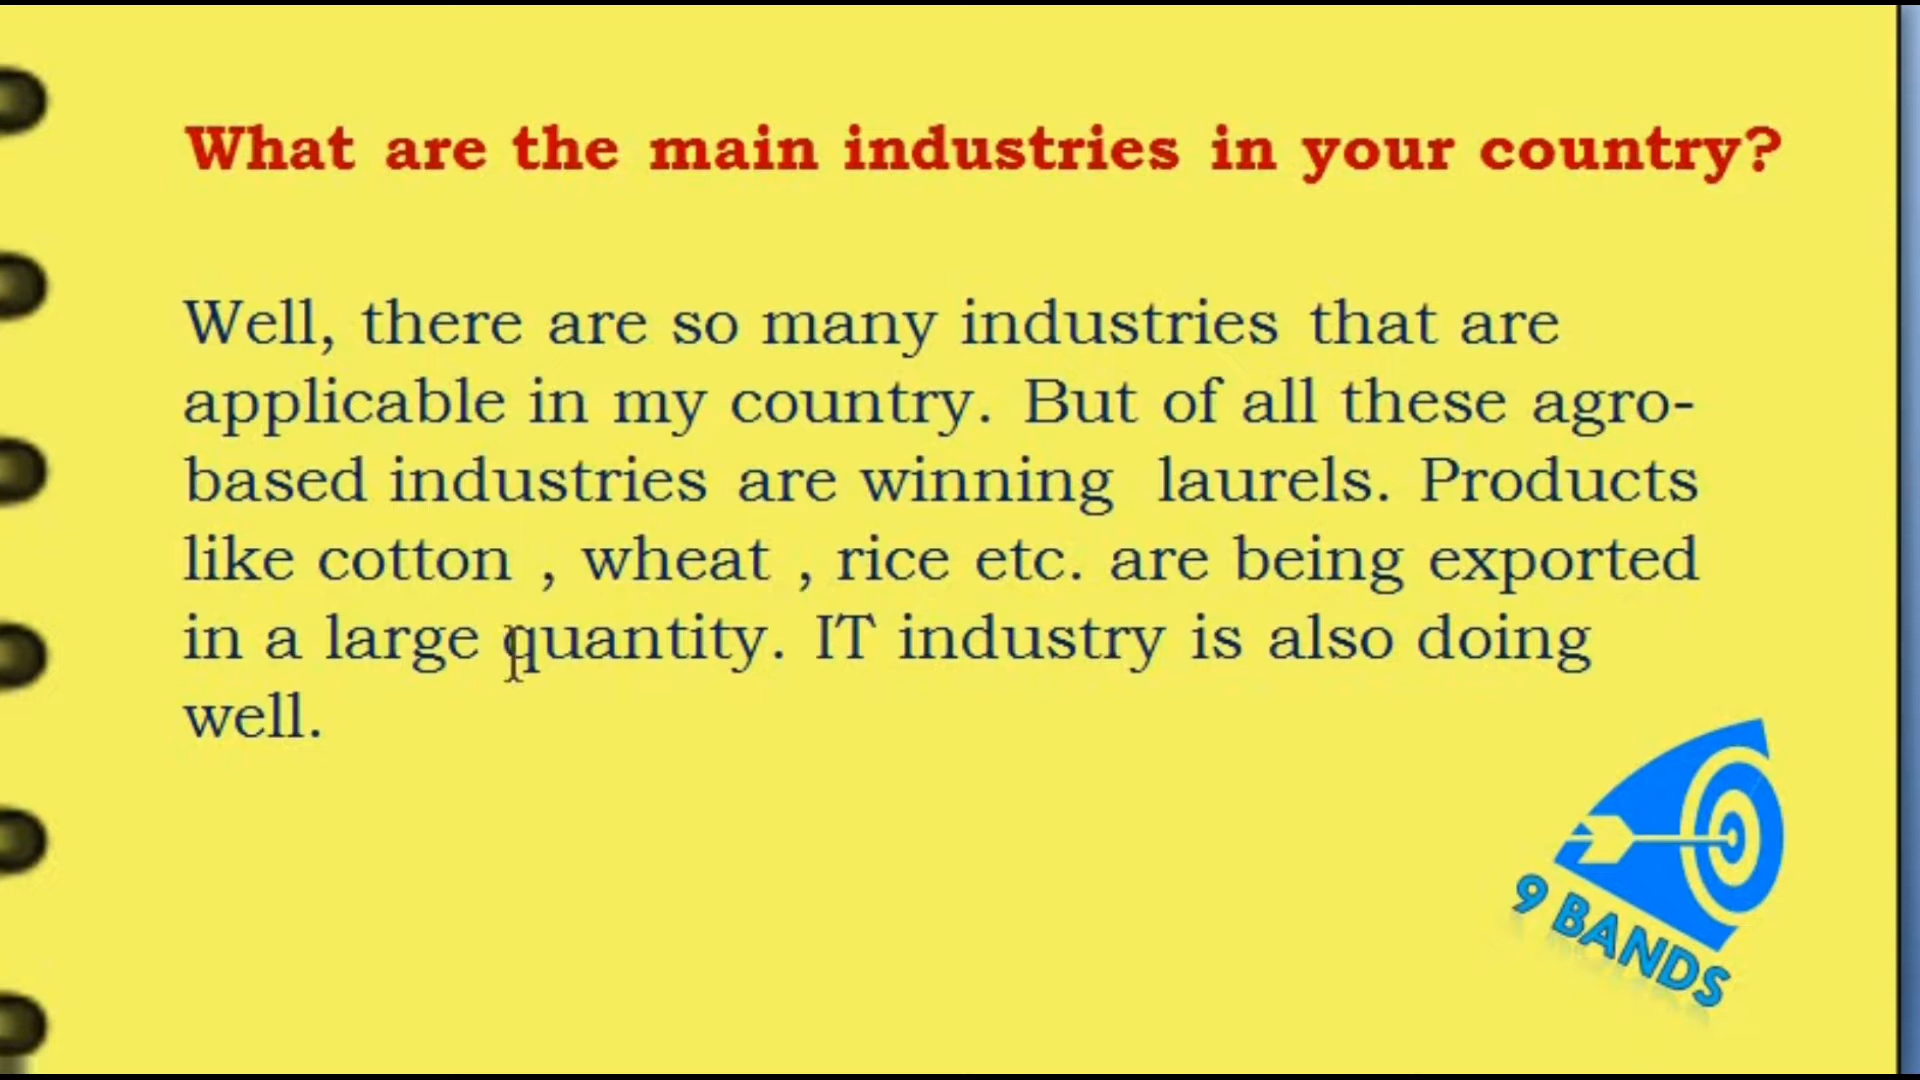 What are the main industries in your country?
Well, there are so many industries that are
applicable in my country. But of all these agro-
based industries are winning laurels. Products
like cotton , wheat , rice etc. are being exported
in a large quantity. IT industry is also doing
well.
9 BANDS